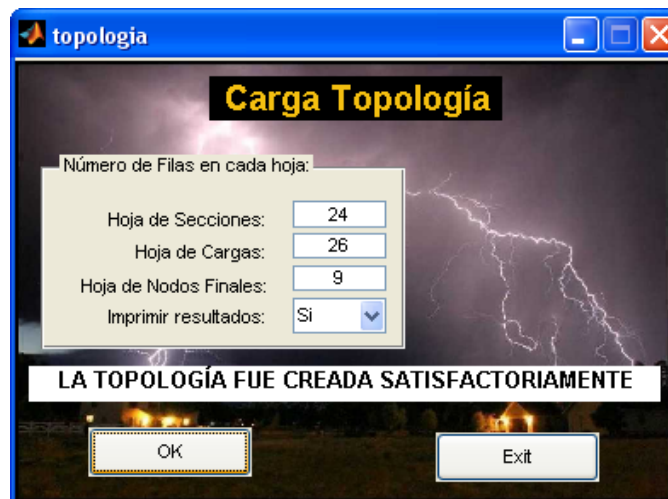 topologia
Carga Topología
Número de Filas en cada hoja:
Hoja de Secciones: 24
Hoja de Cargas: 26
Hoja de Nodos Finales: 9
Imprimir resultados: Si
LA TOPOLOGÍA FUE CREADA SATISFACTORIAMENTE
OK Exit